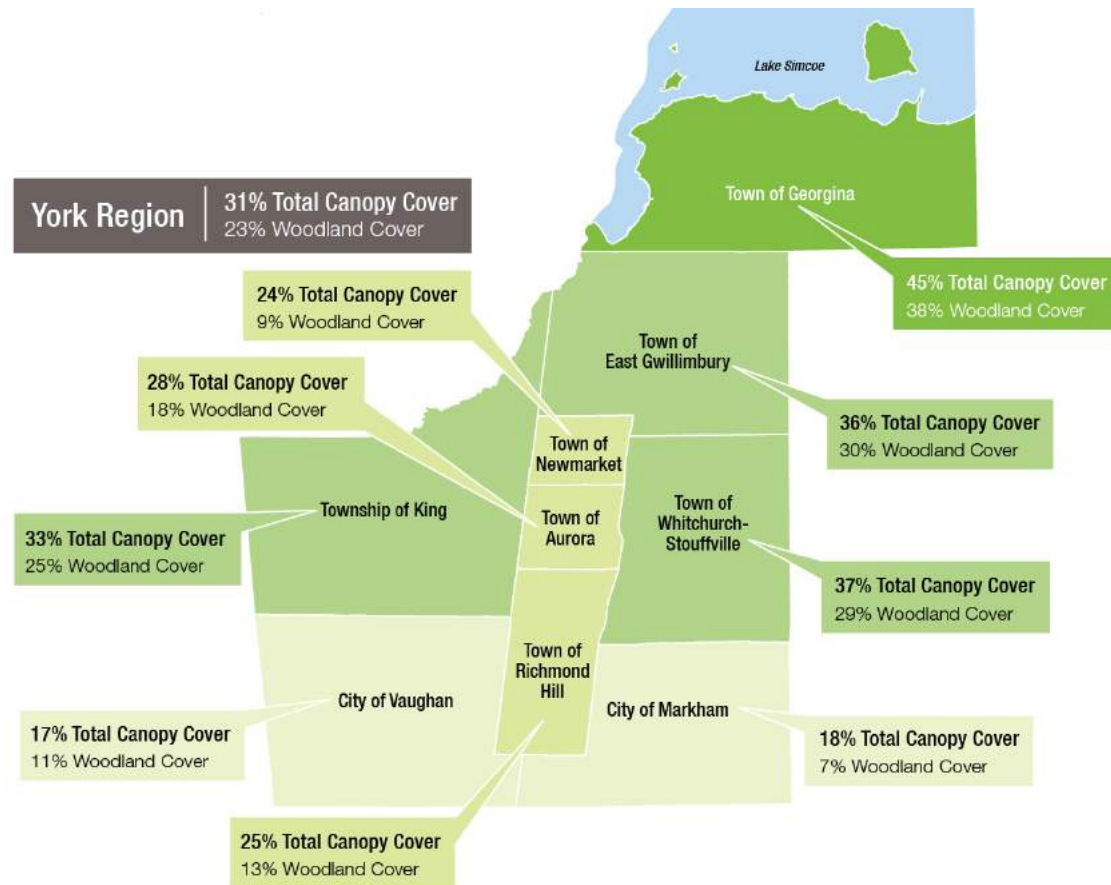 Lake Simcoe
Town of Georgina
York Region
31% Total Canopy Cover
23% Woodland Cover
45% Total Canopy Cover
38% Woodland Cover
24% Total Canopy Cover
9% Woodland Cover
Town of
East Gwillimbury
28% Total Canopy Cover
18% Woodland Cover
36% Total Canopy Cover
30% Woodland Cover
Town of
Newmarket
Township of King
Town of
Aurora
Town of
Whitchurch-
Stouffville
33% Total Canopy Cover
25% Woodland Cover
37% Total Canopy Cover
29% Woodland Cover
Town of
Richmond
Hill
City of Vaughan
City of Markham
17% Total Canopy Cover
11% Woodland Cover
18% Total Canopy Cover
7% Woodland Cover
25% Total Canopy Cover
13% Woodland Cover